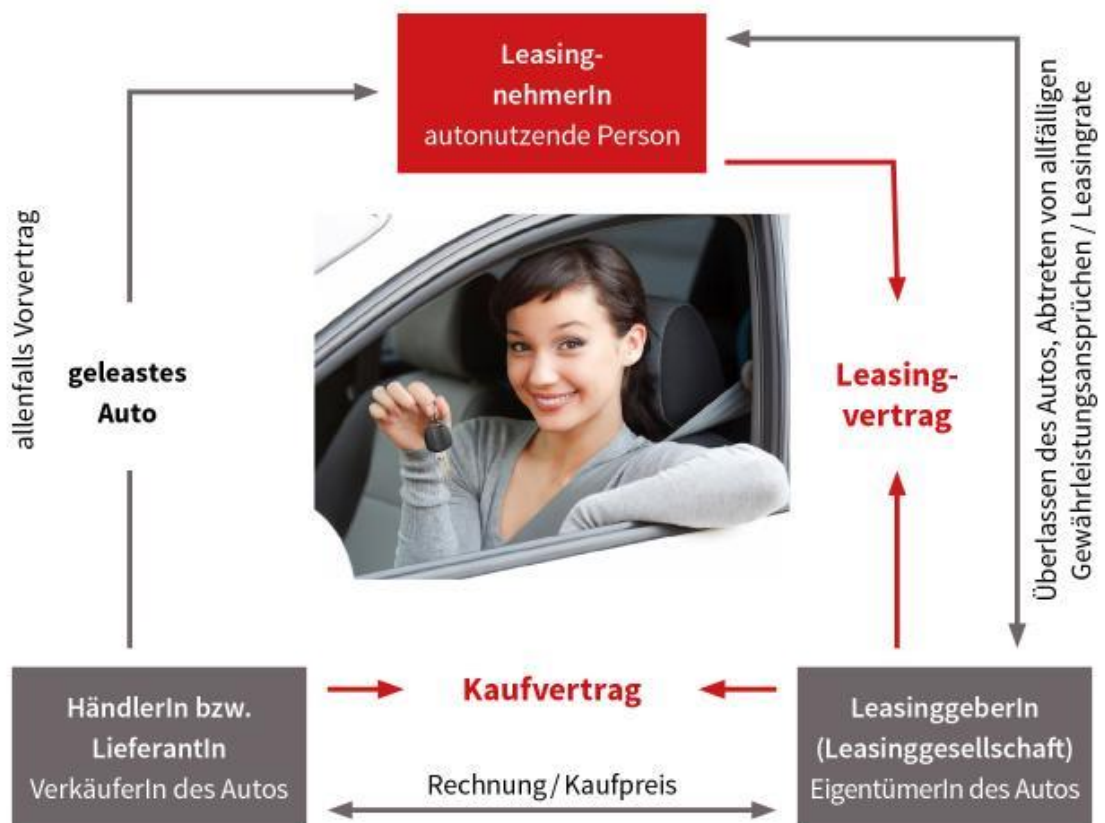 Leasing-
nehmerIn
autonutzende Person
allenfalls Vorvertrag
geleastes
Auto
Leasing-
vertrag
Überlassen des Autos, Abtreten von allfälligen
Gewährleistungsansprüchen / Leasingrate
HändlerIn bzw.
LieferantIn
VerkäuferIn des Autos
Kaufvertrag
Rechnung / Kaufpreis
LeasinggeberIn
(Leasinggesellschaft)
EigentümerIn des Autos